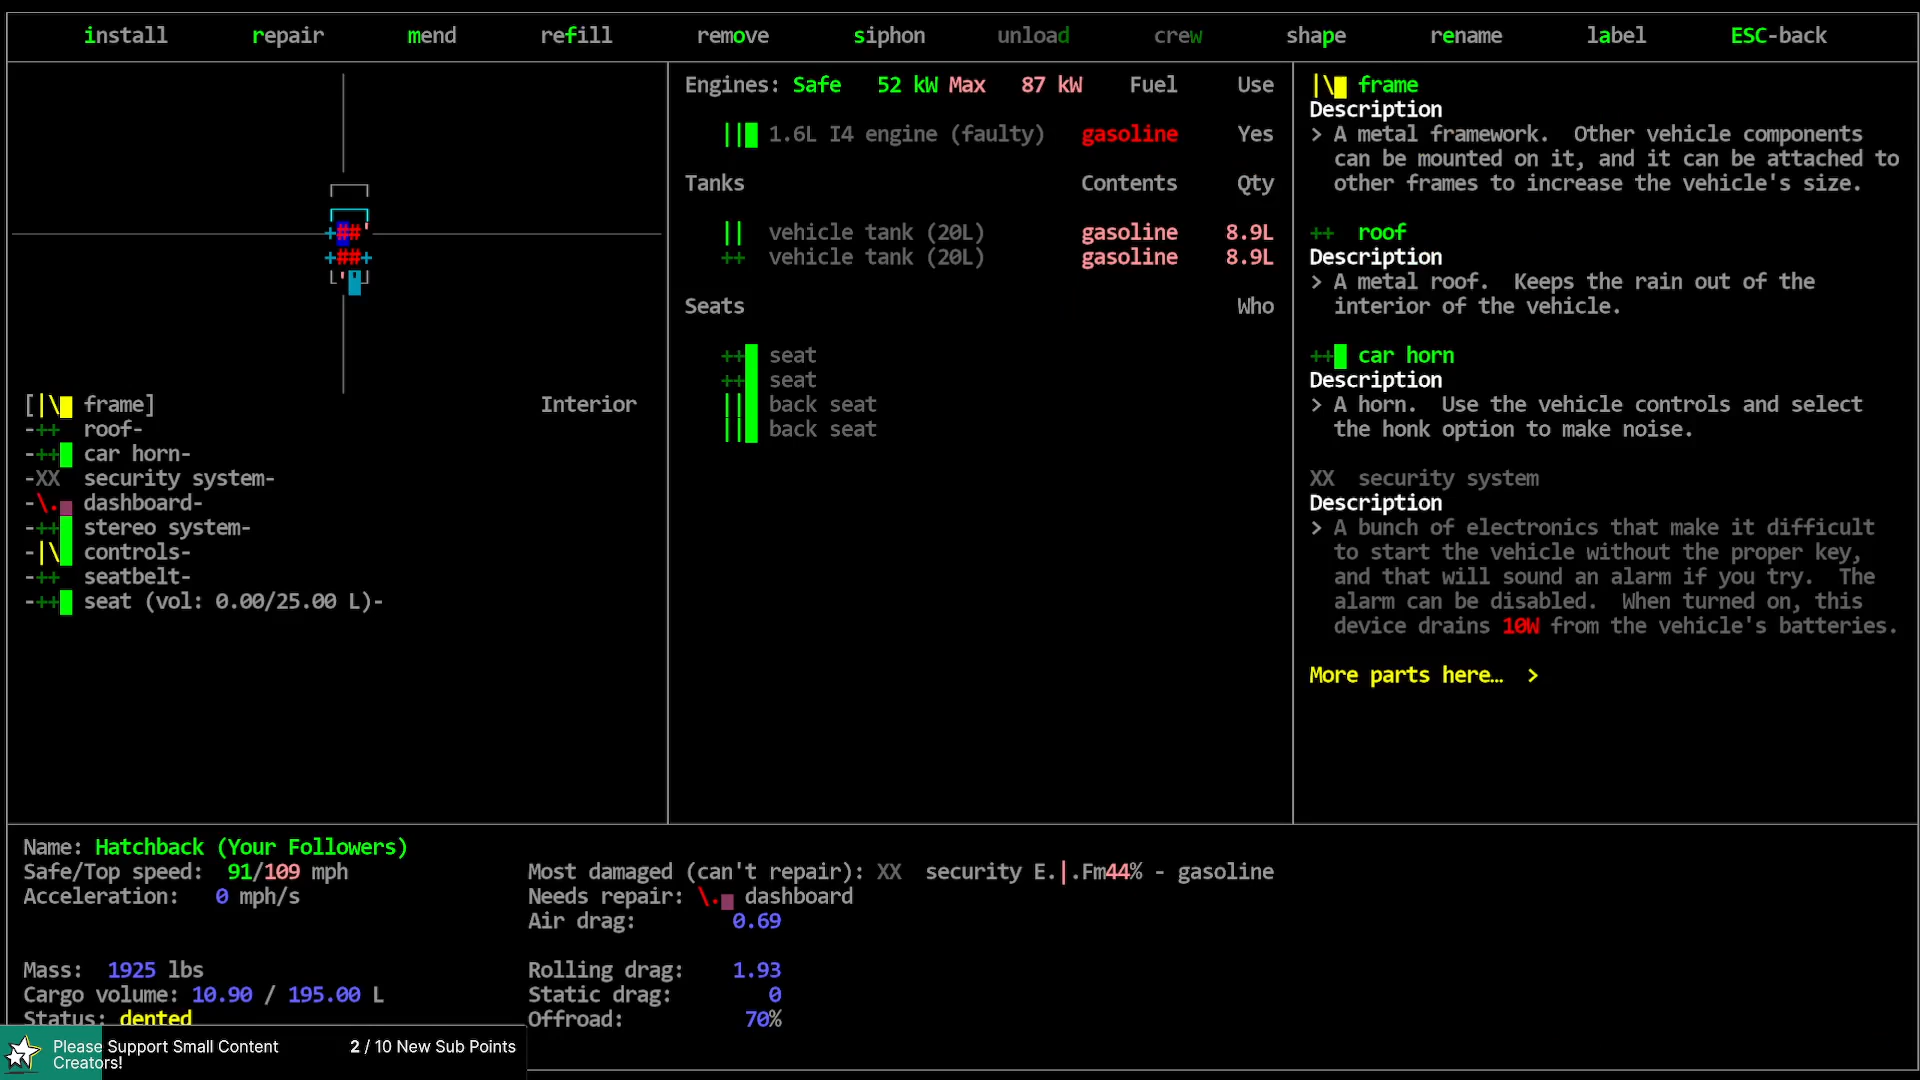 install repair mend refill remove siphon unload crew shape rename label ESC-back
Engines: Safe 52 kW Max 87 kW Fuel Use
|| 1.6L I4 engine (faulty) gasoline Yes
Tanks Contents Qty
|| vehicle tank (20L) gasoline 8.9L
++ vehicle tank (20L) gasoline 8.9L
Seats Who
++ seat
++ seat
|| back seat
|| back seat
[|\ frame] Interior
-++ roof-
-++ car horn-
-XX security system-
-\. dashboard-
-++ stereo system-
-|\ controls-
-++ seatbelt-
-++ seat (vol: 0.00/25.00 L)-
|\ frame
Description
> A metal framework. Other vehicle components
can be mounted on it, and it can be attached to
other frames to increase the vehicle's size.
++ roof
Description
> A metal roof. Keeps the rain out of the
interior of the vehicle.
++ car horn
Description
> A horn. Use the vehicle controls and select
the honk option to make noise.
XX security system
Description
> A bunch of electronics that make it difficult
to start the vehicle without the proper key,
and that will sound an alarm if you try. The
alarm can be disabled. When turned on, this
device drains 10W from the vehicle's batteries.
More parts here… >
Name: Hatchback (Your Followers)
Safe/Top speed: 91/109 mph
Acceleration: 0 mph/s
Mass: 1925 lbs
Cargo volume: 10.90 / 195.00 L
Status: dented
Most damaged (can't repair): XX security E.|.Fm44% - gasoline
Needs repair: \. dashboard
Air drag: 0.69
Rolling drag: 1.93
Static drag: 0
Offroad: 70%
Please Support Small Content
Creators!
2 / 10 New Sub Points